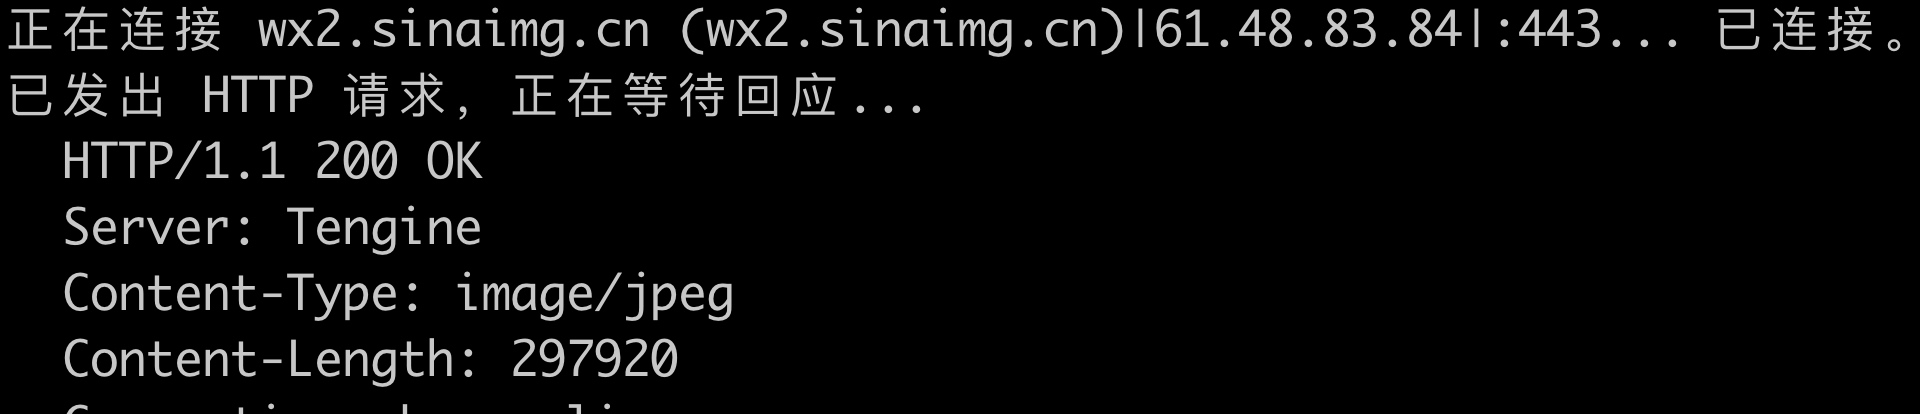 正在连接 wx2.sinaimg.cn (wx2.sinaimg.cn)|61.48.83.84|:443... 已连接。
已发出 HTTP 请求，正在等待回应...
HTTP/1.1 200 OK
Server: Tengine
Content-Type: image/jpeg
Content-Length: 297920